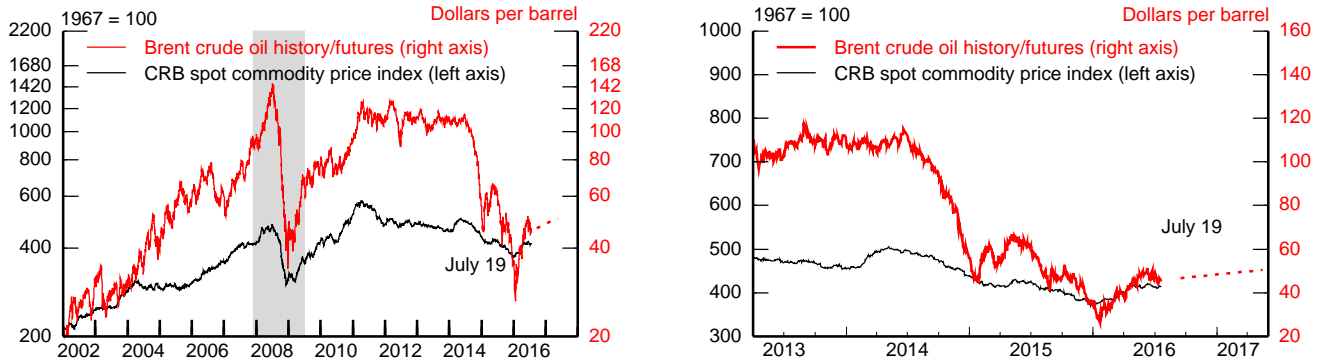 1967 = 100
Dollars per barrel
Brent crude oil history/futures (right axis)
CRB spot commodity price index (left axis)
2200
1680
1420
1200
1000
800
600
400
200
220
168
142
120
100
80
60
40
20
July 19
2002 2004 2006 2008 2010 2012 2014 2016
1967 = 100
Dollars per barrel
Brent crude oil history/futures (right axis)
CRB spot commodity price index (left axis)
1000
900
800
700
600
500
400
300
160
140
120
100
80
60
40
20
July 19
2013 2014 2015 2016 2017